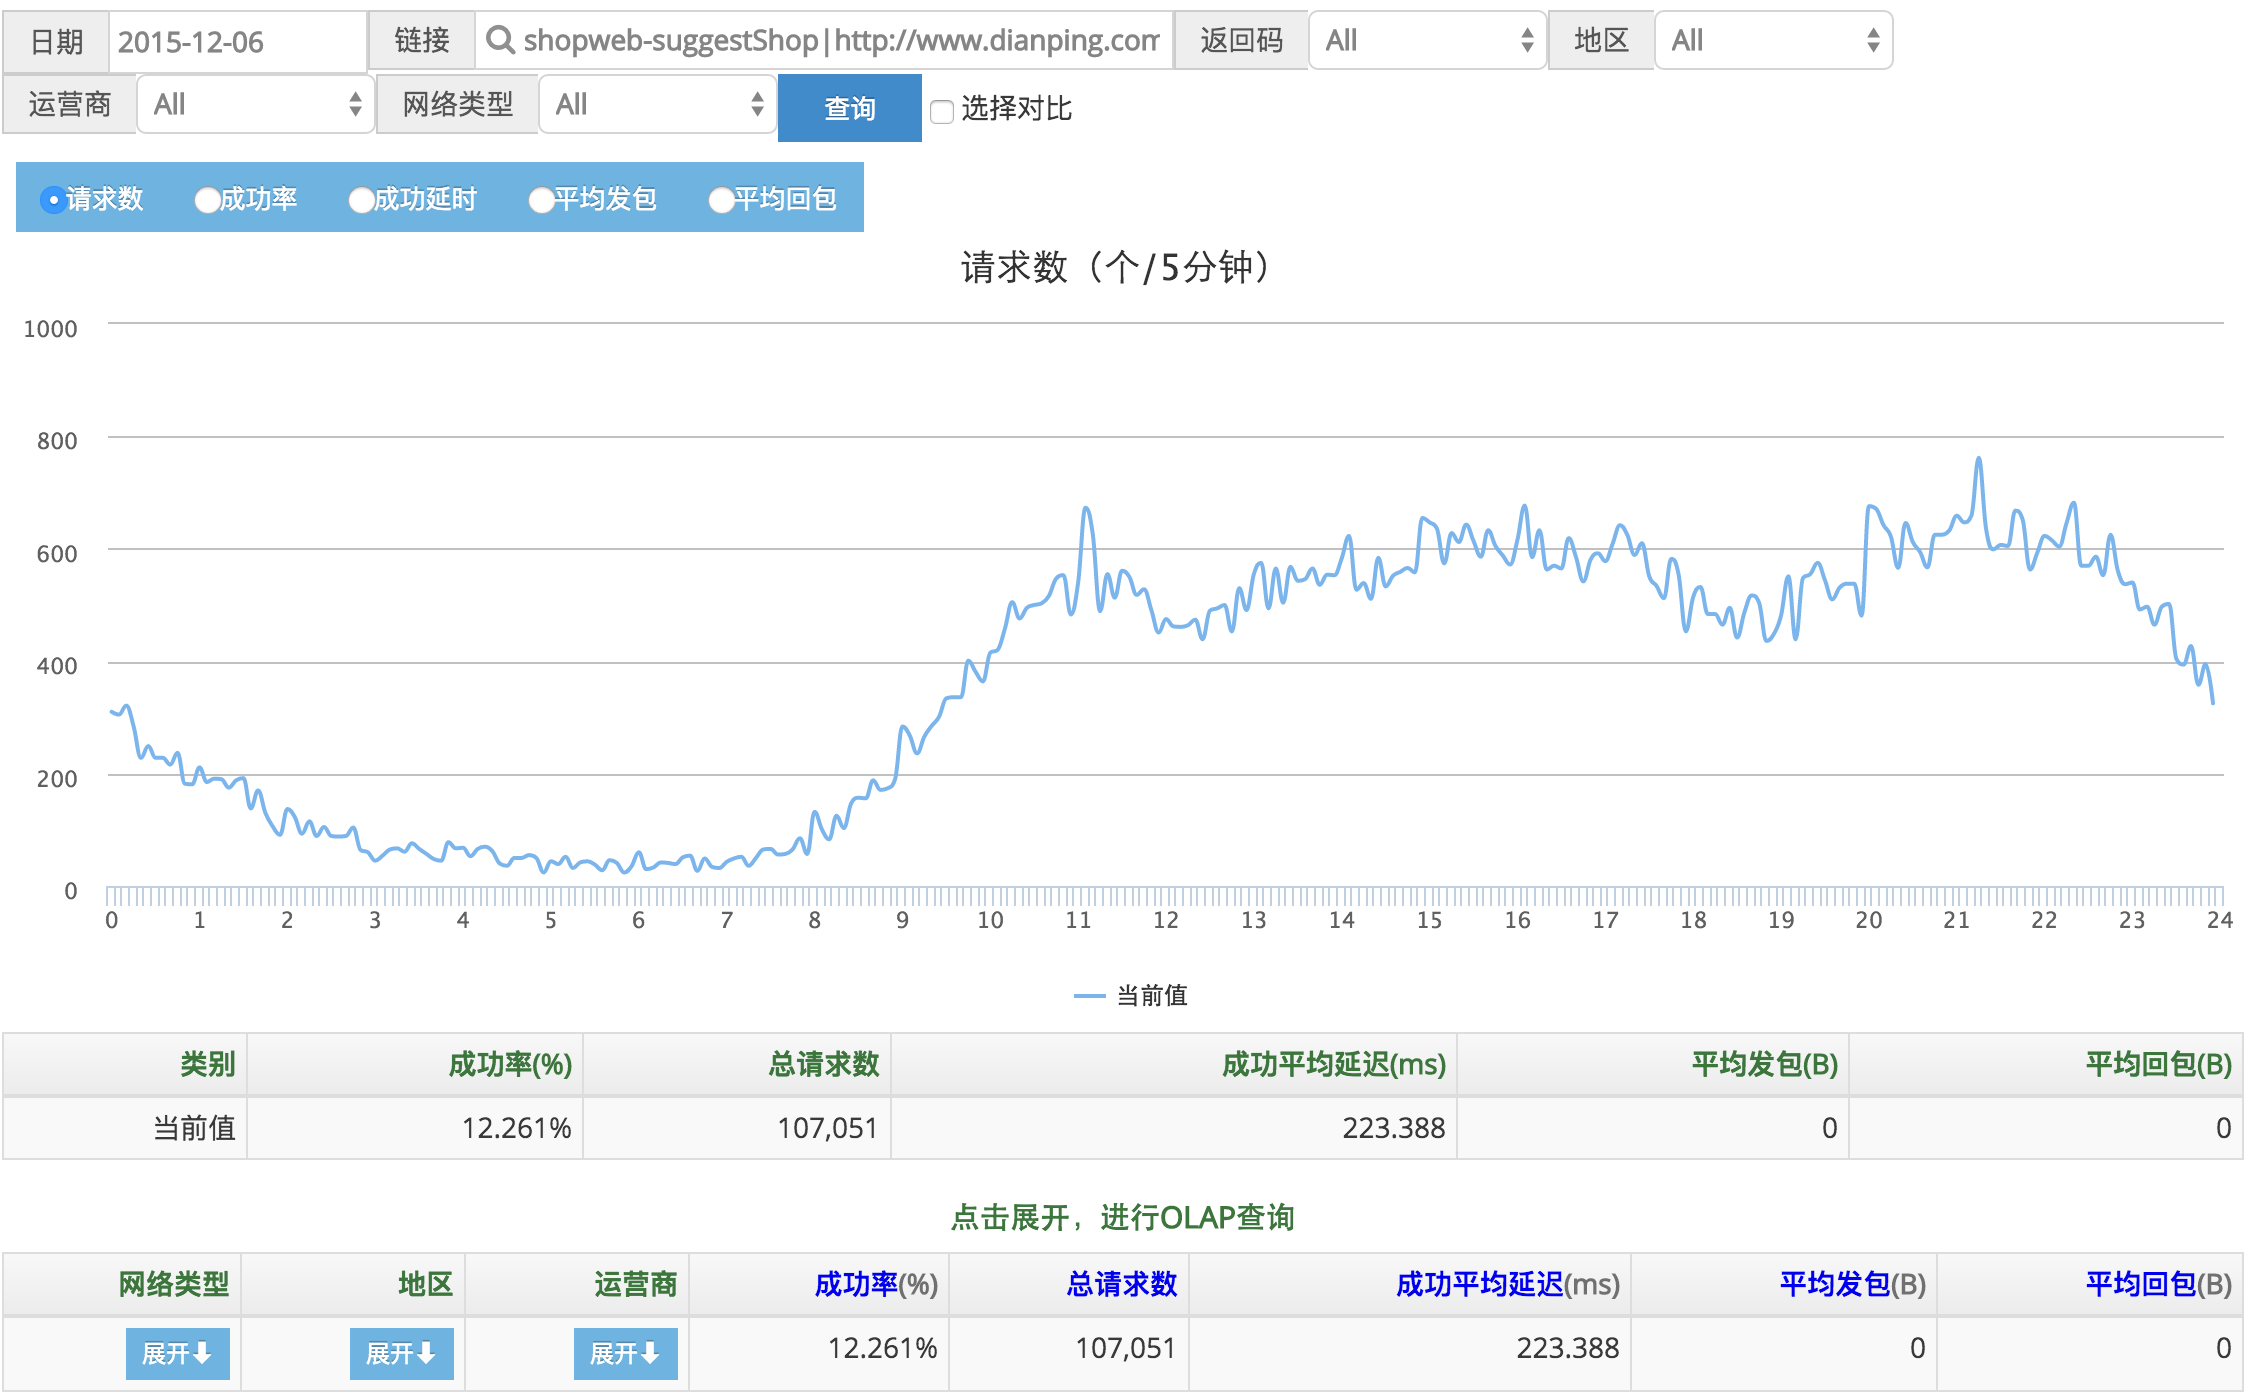 日期 2015-12-06 链接 shopweb-suggestShop|http://www.dianping.com 返回码 All 地区 All
运营商 All 网络类型 All 查询 选择对比
请求数 成功率 成功延时 平均发包 平均回包
请求数（个/5分钟）
1000
800
600
400
200
0
0 1 2 3 4 5 6 7 8 9 10 11 12 13 14 15 16 17 18 19 20 21 22 23 24
当前值
类别 成功率(%) 总请求数 成功平均延迟(ms) 平均发包(B) 平均回包(B)
当前值 12.261% 107,051 223.388 0 0
点击展开，进行OLAP查询
网络类型 地区 运营商 成功率(%) 总请求数 成功平均延迟(ms) 平均发包(B) 平均回包(B)
展开 展开 展开 12.261% 107,051 223.388 0 0